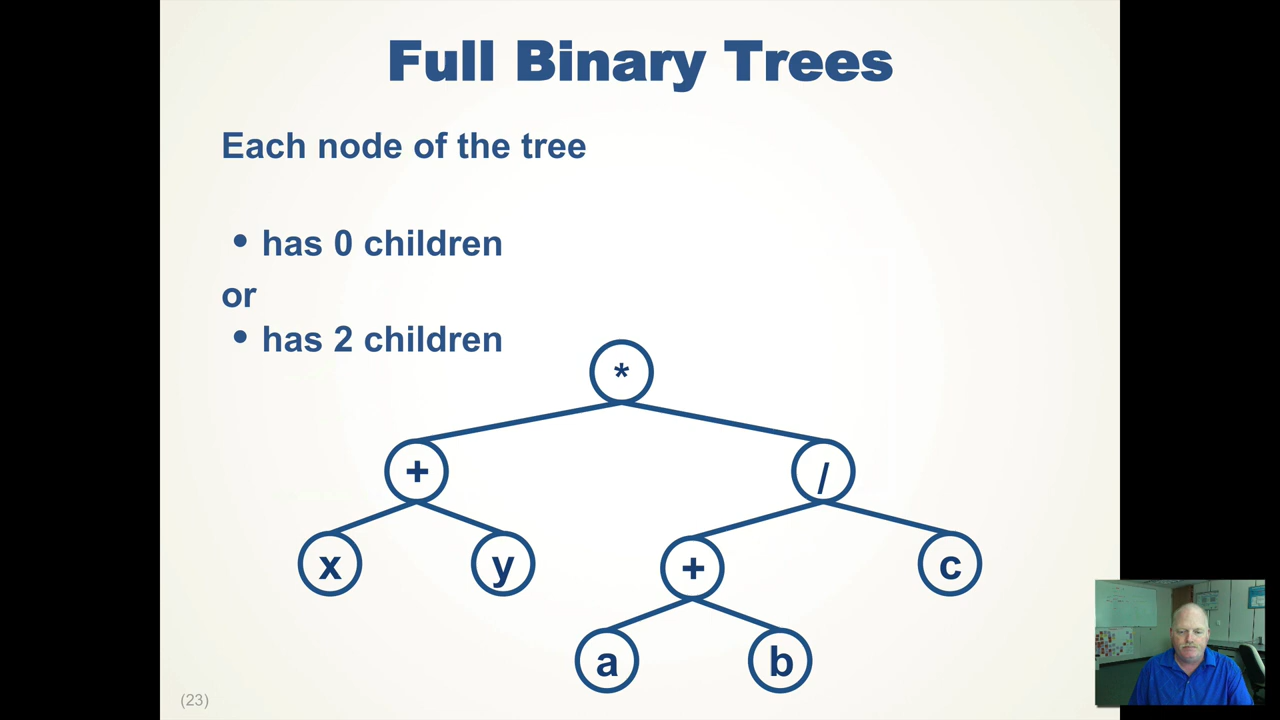 Full Binary Trees
Each node of the tree
• has 0 children
or
• has 2 children
*
+ /
x y + c
a b
(23)